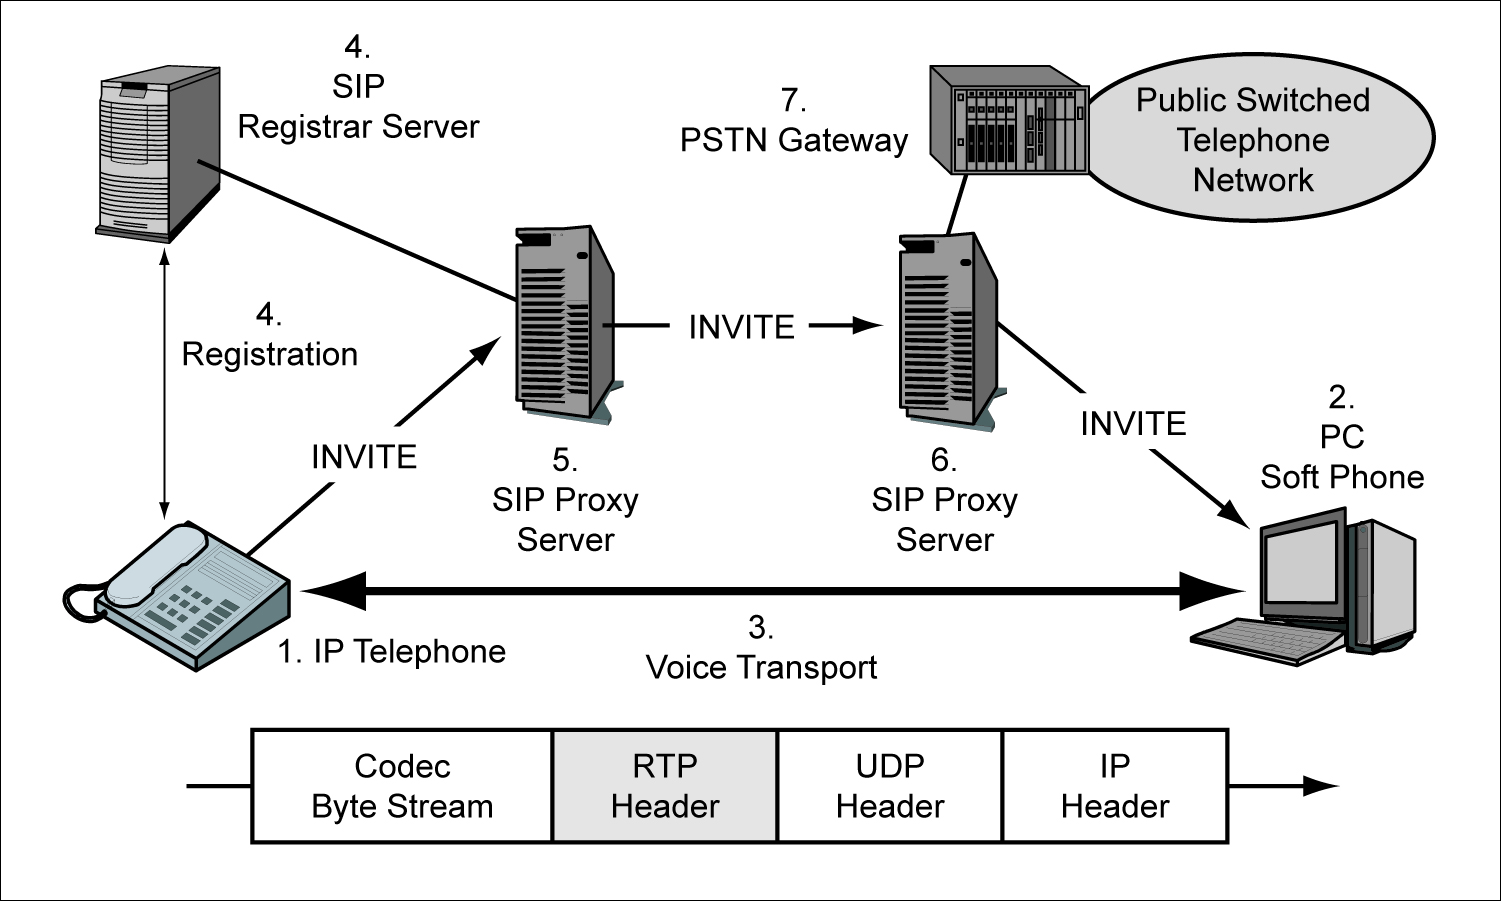 4.
SIP
Registrar Server
7.
PSTN Gateway
Public Switched
Telephone
Network
4.
Registration
INVITE
INVITE
INVITE
5.
SIP Proxy
Server
6.
SIP Proxy
Server
2.
PC
Soft Phone
1. IP Telephone
3.
Voice Transport
Codec
Byte Stream
RTP
Header
UDP
Header
IP
Header